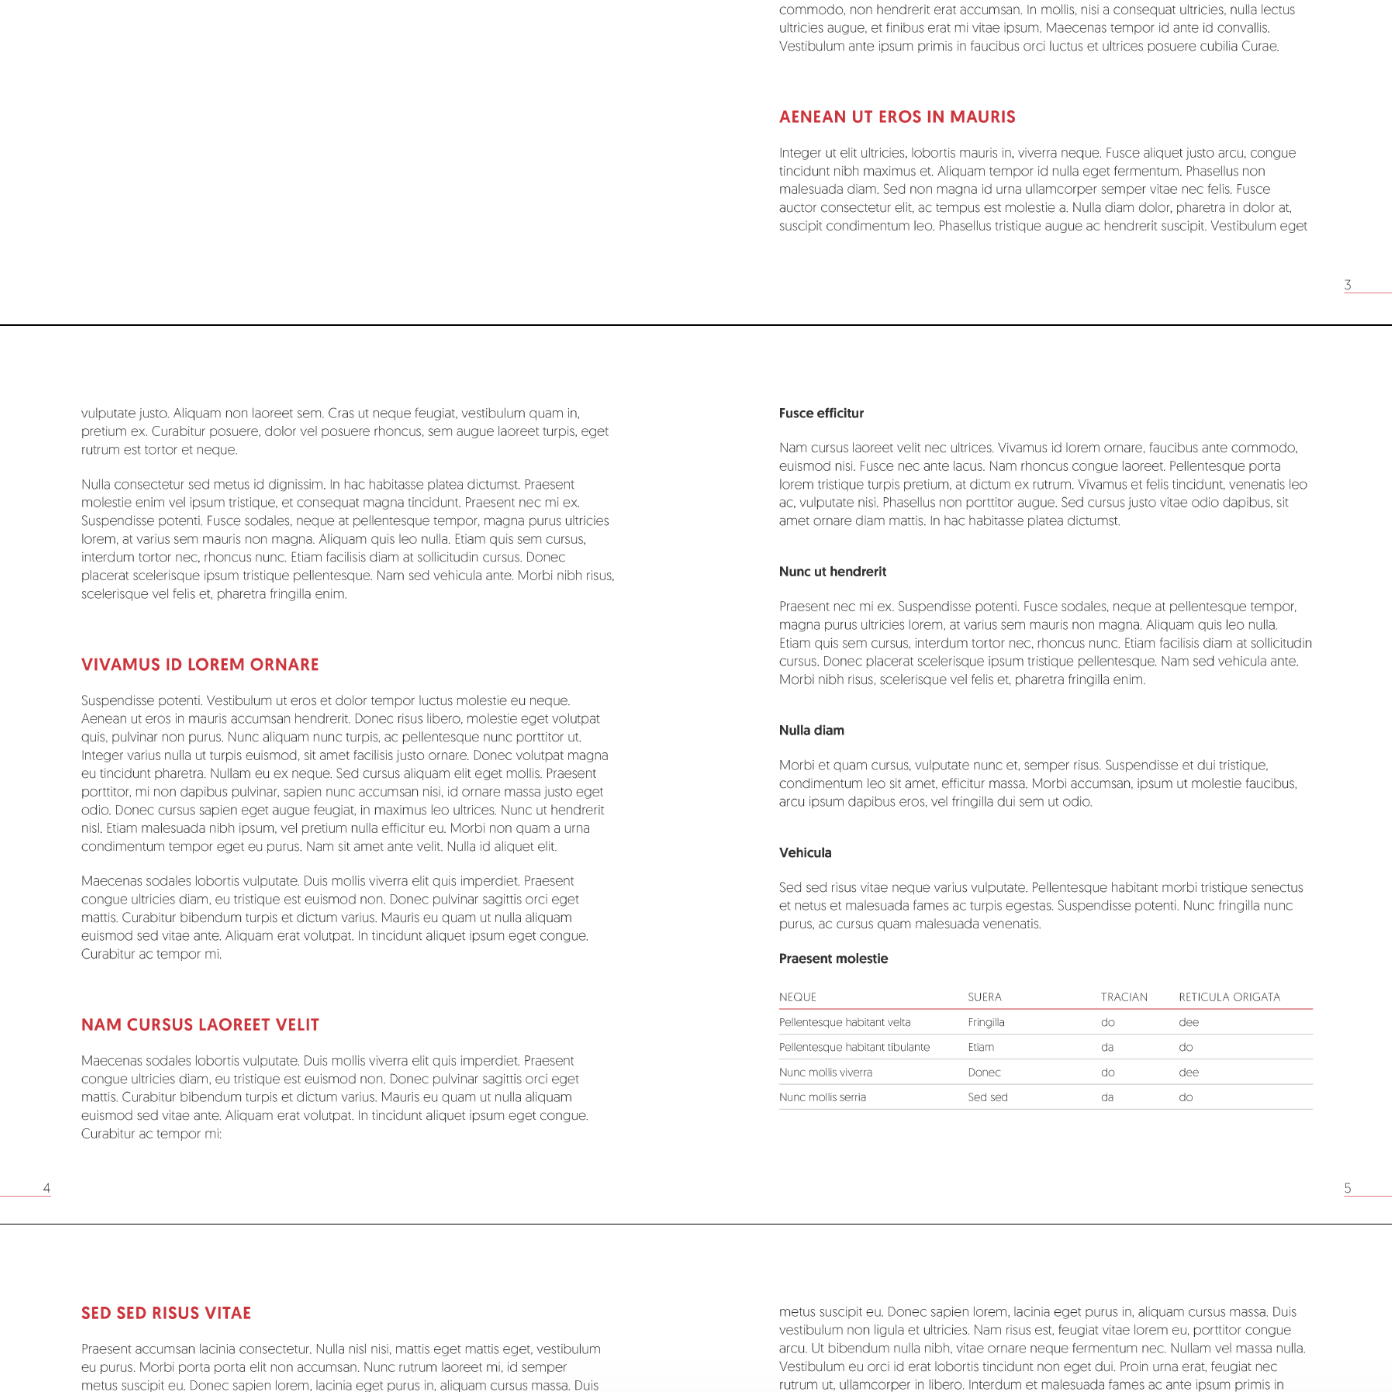 commodo, non hendrerit erat accumsan. In mollis, nisi a consequat ultricies, nulla lectus
ultricies augue, et finibus erat mi vitae ipsum. Maecenas tempor id ante id convallis.
Vestibulum ante ipsum primis in faucibus orci luctus et ultrices posuere cubilia Curae.
AENEAN UT EROS IN MAURIS
Integer ut elit ultricies, lobortis mauris in, viverra neque. Fusce aliquet justo arcu, congue
tincidunt nibh maximus et. Aliquam tempor id nulla eget fermentum. Phasellus non
malesuada diam. Sed non magna id urna ullamcorper semper vitae nec felis. Fusce
auctor consectetur elit, ac tempus est molestie a. Nulla diam dolor, pharetra in dolor at,
suscipit condimentum leo. Phasellus tristique augue ac hendrerit suscipit. Vestibulum eget
3
vulputate justo. Aliquam non laoreet sem. Cras ut neque feugiat, vestibulum quam in,
pretium ex. Curabitur posuere, dolor vel posuere rhoncus, sem augue laoreet turpis, eget
rutrum est tortor et neque.
Nulla consectetur sed metus id dignissim. In hac habitasse platea dictumst. Praesent
molestie enim vel ipsum tristique, et consequat magna tincidunt. Praesent nec mi ex.
Suspendisse potenti. Fusce sodales, neque at pellentesque tempor, magna purus ultricies
lorem, at varius sem mauris non magna. Aliquam quis leo nulla. Etiam quis sem cursus,
interdum tortor nec, rhoncus nunc. Etiam facilisis diam at sollicitudin cursus. Donec
placerat scelerisque ipsum tristique pellentesque. Nam sed vehicula ante. Morbi nibh risus,
scelerisque vel felis et, pharetra fringilla enim.
VIVAMUS ID LOREM ORNARE
Suspendisse potenti. Vestibulum ut eros et dolor tempor luctus molestie eu neque.
Aenean ut eros in mauris accumsan hendrerit. Donec risus libero, molestie eget volutpat
quis, pulvinar non purus. Nunc aliquam nunc turpis, ac pellentesque nunc porttitor ut.
Integer varius nulla ut turpis euismod, sit amet facilisis justo ornare. Donec volutpat magna
eu tincidunt pharetra. Nullam eu ex neque. Sed cursus aliquam elit eget mollis. Praesent
porttitor, mi non dapibus pulvinar, sapien nunc accumsan nisi, id ornare massa justo eget
odio. Donec cursus sapien eget augue feugiat, in maximus leo ultrices. Nunc ut hendrerit
nisl. Etiam malesuada nibh ipsum, vel pretium nulla efficitur eu. Morbi non quam a urna
condimentum tempor eget eu purus. Nam sit amet ante velit. Nulla id aliquet elit.
Maecenas sodales lobortis vulputate. Duis mollis viverra elit quis imperdiet. Praesent
congue ultricies diam, eu tristique est euismod non. Donec pulvinar sagittis orci eget
mattis. Curabitur bibendum turpis et dictum varius. Mauris eu quam ut nulla aliquam
euismod sed vitae ante. Aliquam erat volutpat. In tincidunt aliquet ipsum eget congue.
Curabitur ac tempor mi.
NAM CURSUS LAOREET VELIT
Maecenas sodales lobortis vulputate. Duis mollis viverra elit quis imperdiet. Praesent
congue ultricies diam, eu tristique est euismod non. Donec pulvinar sagittis orci eget
mattis. Curabitur bibendum turpis et dictum varius. Mauris eu quam ut nulla aliquam
euismod sed vitae ante. Aliquam erat volutpat. In tincidunt aliquet ipsum eget congue.
Curabitur ac tempor mi:
4
Fusce efficitur
Nam cursus laoreet velit nec ultrices. Vivamus id lorem ornare, faucibus ante commodo,
euismod nisi. Fusce nec ante lacus. Nam rhoncus congue laoreet. Pellentesque porta
lorem tristique turpis pretium, at dictum ex rutrum. Vivamus et felis tincidunt, venenatis leo
ac, vulputate nisi. Phasellus non porttitor augue. Sed cursus justo vitae odio dapibus, sit
amet ornare diam mattis. In hac habitasse platea dictumst.
Nunc ut hendrerit
Praesent nec mi ex. Suspendisse potenti. Fusce sodales, neque at pellentesque tempor,
magna purus ultricies lorem, at varius sem mauris non magna. Aliquam quis leo nulla.
Etiam quis sem cursus, interdum tortor nec, rhoncus nunc. Etiam facilisis diam at sollicitudin
cursus. Donec placerat scelerisque ipsum tristique pellentesque. Nam sed vehicula ante.
Morbi nibh risus, scelerisque vel felis et, pharetra fringilla enim.
Nulla diam
Morbi et quam cursus, vulputate nunc et, semper risus. Suspendisse et dui tristique,
condimentum leo sit amet, efficitur massa. Morbi accumsan, ipsum ut molestie faucibus,
arcu ipsum dapibus eros, vel fringilla dui sem ut odio.
Vehicula
Sed sed risus vitae neque varius vulputate. Pellentesque habitant morbi tristique senectus
et netus et malesuada fames ac turpis egestas. Suspendisse potenti. Nunc fringilla nunc
purus, ac cursus quam malesuada venenatis.
Praesent molestie
NEQUE SUERA TRACIAN RETICULA ORIGATA
Pellentesque habitant velta Fringilla do dee
Pellentesque habitant tibulante Etiam da do
Nunc mollis viverra Donec do dee
Nunc mollis serria Sed sed da do
5
SED SED RISUS VITAE
Praesent accumsan lacinia consectetur. Nulla nisl nisi, mattis eget mattis eget, vestibulum
eu purus. Morbi porta porta elit non accumsan. Nunc rutrum laoreet mi, id semper
metus suscipit eu. Donec sapien lorem, lacinia eget purus in, aliquam cursus massa. Duis
metus suscipit eu. Donec sapien lorem, lacinia eget purus in, aliquam cursus massa. Duis
vestibulum non ligula et ultricies. Nam risus est, feugiat vitae lorem eu, porttitor congue
arcu. Ut bibendum nulla nibh, vitae ornare neque fermentum nec. Nullam vel massa nulla.
Vestibulum eu orci id erat lobortis tincidunt non eget dui. Proin urna erat, feugiat nec
rutrum ut, ullamcorper in libero. Interdum et malesuada fames ac ante ipsum primis in